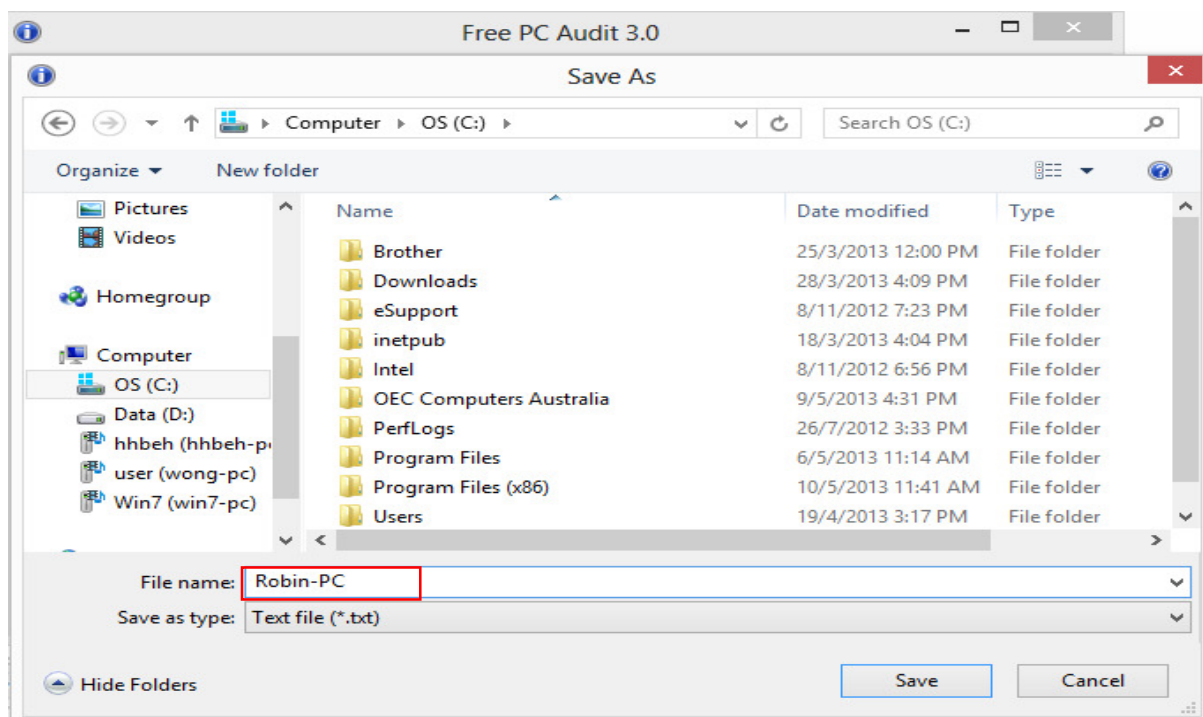 Free PC Audit 3.0
Save As
Computer OS (C:) Search OS (C:)
Organize New folder
Pictures
Videos
Homegroup
Computer
OS (C:)
Data (D:)
hhbeh (hhbeh-p
user (wong-pc)
Win7 (win7-pc)
Name Date modified Type
Brother 25/3/2013 12:00 PM File folder
Downloads 28/3/2013 4:09 PM File folder
eSupport 8/11/2012 7:23 PM File folder
inetpub 18/3/2013 4:04 PM File folder
Intel 8/11/2012 6:56 PM File folder
OEC Computers Australia 9/5/2013 4:31 PM File folder
PerfLogs 26/7/2012 3:33 PM File folder
Program Files 6/5/2013 11:14 AM File folder
Program Files (x86) 10/5/2013 11:41 AM File folder
Users 19/4/2013 3:17 PM File folder
File name: Robin-PC
Save as type: Text file (*.txt)
Hide Folders Save Cancel